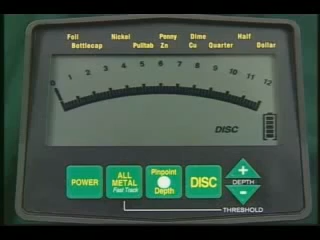 Foil Nickel Penny Dime Half
Bottlecap Pulltab Zn Cu Quarter Dollar
0 1 2 3 4 5 6 7 8 9 10 11 12
DISC
POWER
ALL
METAL
Fast Track
Pinpoint
Depth
DISC
+
DEPTH
-
THRESHOLD